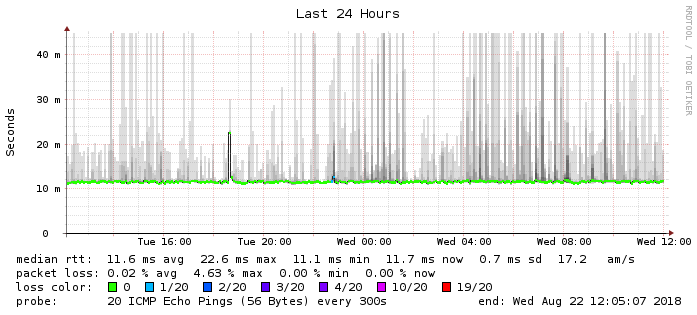 Last 24 Hours
RRDTOOL / TOBI OETIKER
Seconds
40 m
30 m
20 m
10 m
0
Tue 16:00 Tue 20:00 Wed 00:00 Wed 04:00 Wed 08:00 Wed 12:00
median rtt: 11.6 ms avg 22.6 ms max 11.1 ms min 11.7 ms now 0.7 ms sd 17.2 am/s
packet loss: 0.02 % avg 4.63 % max 0.00 % min 0.00 % now
loss color: 0 1/20 2/20 3/20 4/20 10/20 19/20
probe: 20 ICMP Echo Pings (56 Bytes) every 300s end: Wed Aug 22 12:05:07 2018